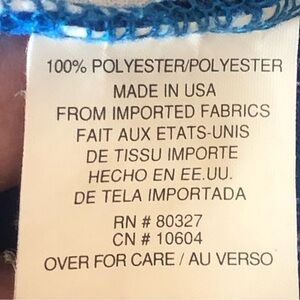 100% POLYESTER/POLYESTER
MADE IN USA
FROM IMPORTED FABRICS
FAIT AUX ETATS-UNIS
DE TISSU IMPORTE
HECHO EN EE.UU.
DE TELA IMPORTADA
RN # 80327
CN # 10604
OVER FOR CARE / AU VERSO